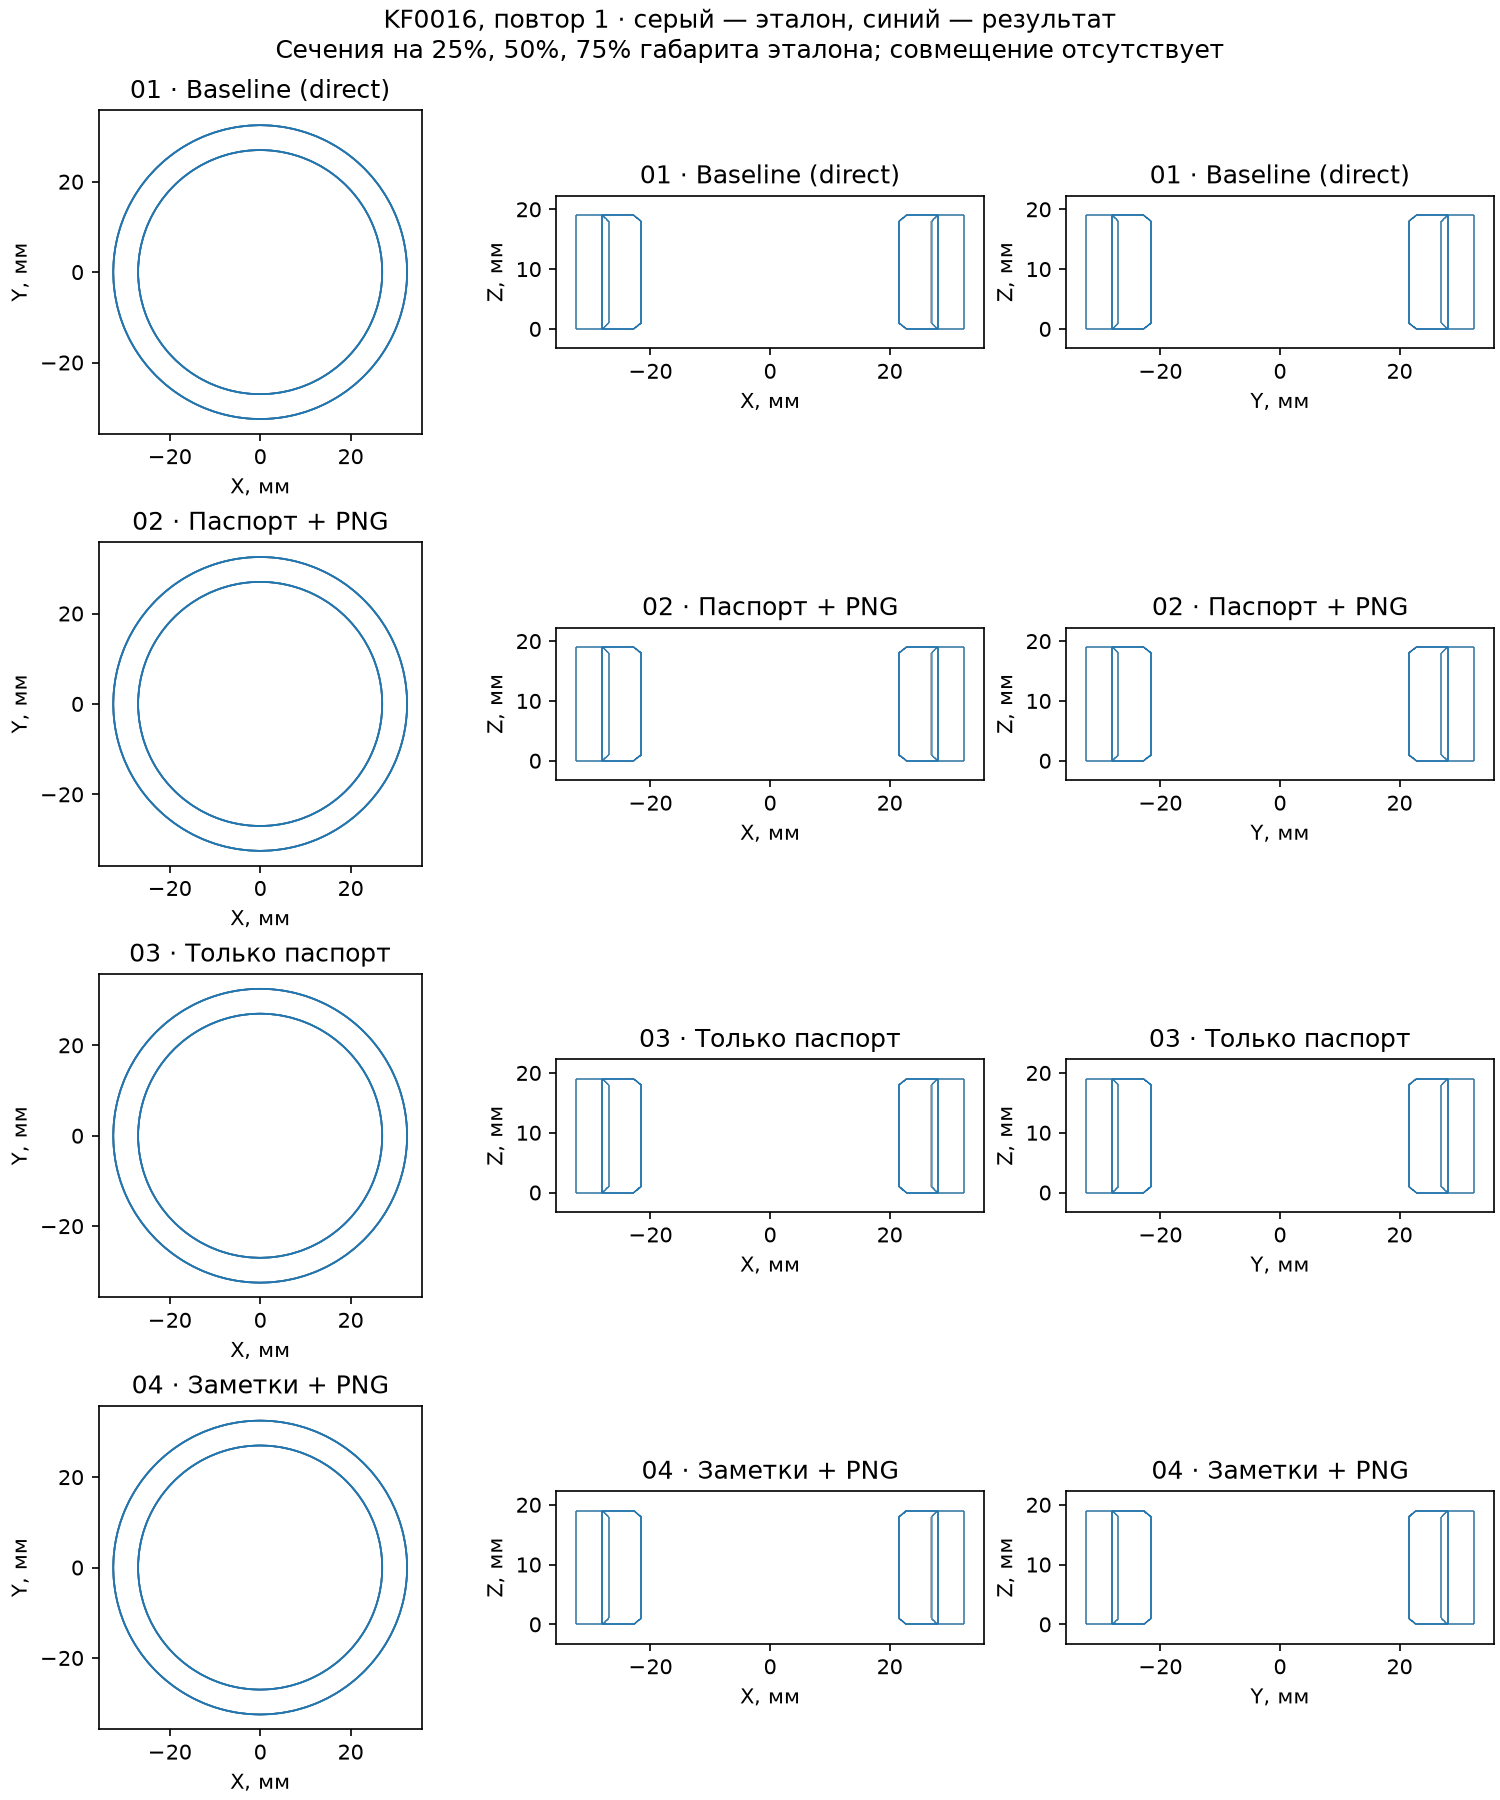 KF0016, повтор 1 · серый — эталон, синий — результат
Сечения на 25%, 50%, 75% габарита эталона; совмещение отсутствует
01 · Baseline (direct)
20
0
−20
Y, мм
−20 0 20
X, мм
01 · Baseline (direct)
20
10
0
Z, мм
−20 0 20
X, мм
01 · Baseline (direct)
20
10
0
Z, мм
−20 0 20
Y, мм
02 · Паспорт + PNG
20
0
−20
Y, мм
−20 0 20
X, мм
02 · Паспорт + PNG
20
10
0
Z, мм
−20 0 20
X, мм
02 · Паспорт + PNG
20
10
0
Z, мм
−20 0 20
Y, мм
03 · Только паспорт
20
0
−20
Y, мм
−20 0 20
X, мм
03 · Только паспорт
20
10
0
Z, мм
−20 0 20
X, мм
03 · Только паспорт
20
10
0
Z, мм
−20 0 20
Y, мм
04 · Заметки + PNG
20
0
−20
Y, мм
−20 0 20
X, мм
04 · Заметки + PNG
20
10
0
Z, мм
−20 0 20
X, мм
04 · Заметки + PNG
20
10
0
Z, мм
−20 0 20
Y, мм